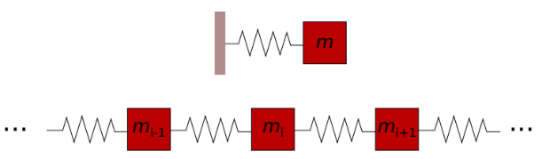 m
... m_{i-1} m_i m_{i+1} ...